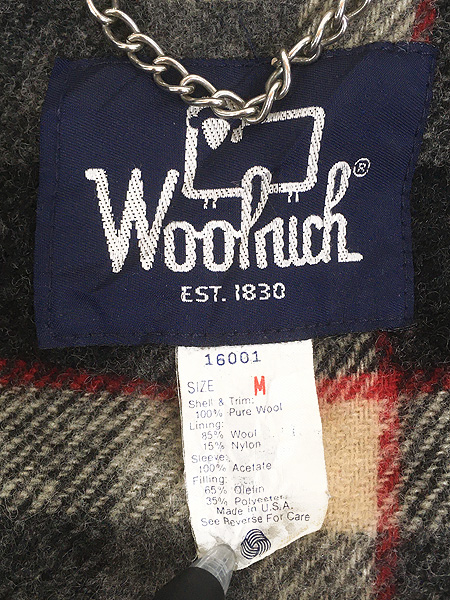 Woolrich®
EST. 1830
16001
SIZE M
Shell & Trim:
100% Pure Wool
Lining:
85% Wool
15% Nylon
Sleeve:
100% Acetate
Filling:
65% Olefin
35% Polyester
Made in U.S.A.
See Reverse For Care